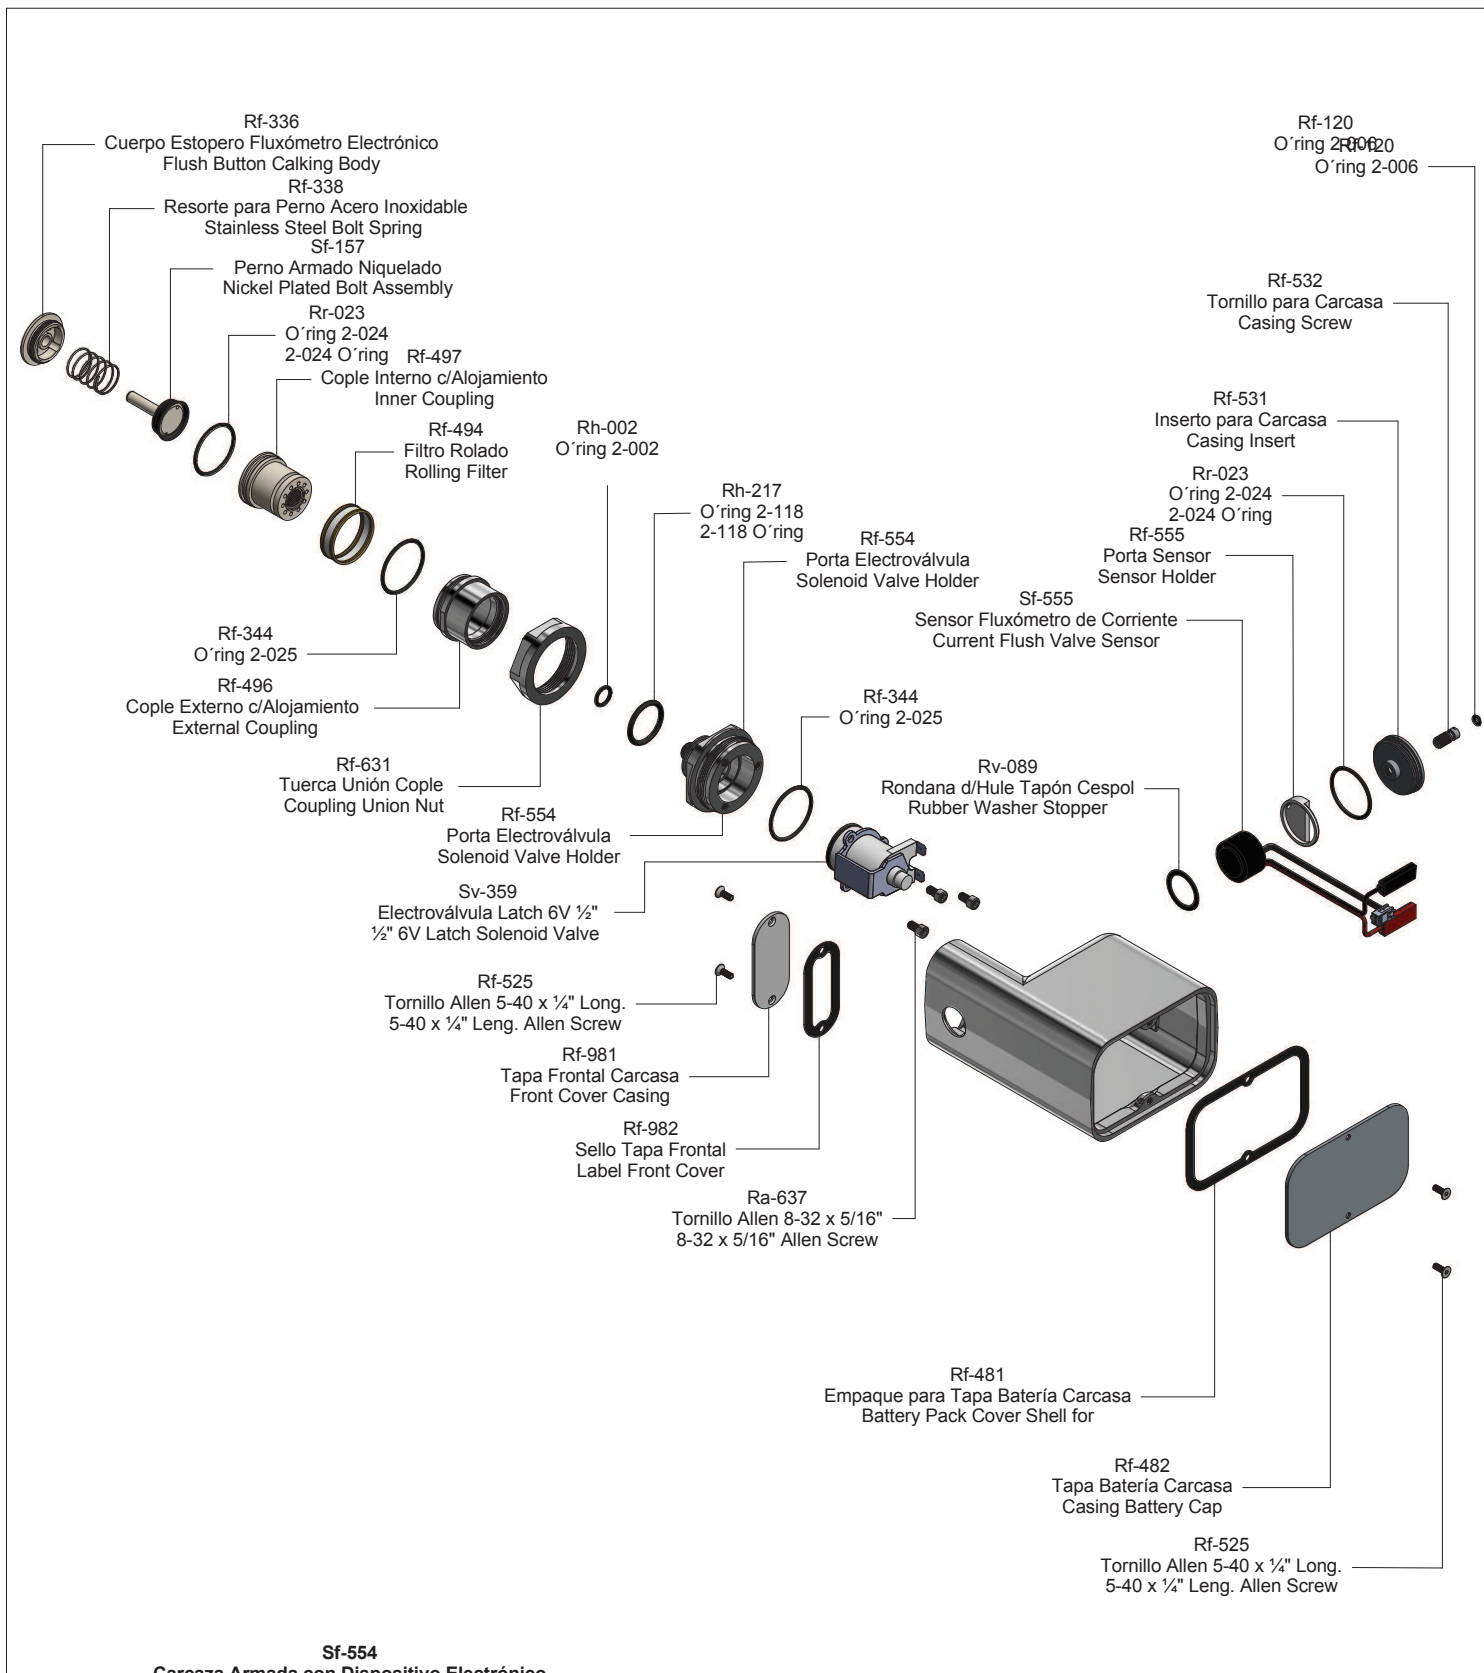 Rf-336
Cuerpo Estopero Fluxómetro Electrónico
Flush Button Calking Body
Rf-338
Resorte para Perno Acero Inoxidable
Stainless Steel Bolt Spring
Sf-157
Perno Armado Niquelado
Nickel Plated Bolt Assembly
Rr-023
O´ring 2-024
2-024 O´ring
Rf-497
Cople Interno c/Alojamiento
Inner Coupling
Rf-494
Filtro Rolado
Rolling Filter
Rh-002
O´ring 2-002
Rh-217
O´ring 2-118
2-118 O´ring
Rf-554
Porta Electroválvula
Solenoid Valve Holder
Rf-120
O´ring 2-006
Rf-120
O´ring 2-006
Rf-532
Tornillo para Carcasa
Casing Screw
Rf-531
Inserto para Carcasa
Casing Insert
Rr-023
O´ring 2-024
2-024 O´ring
Rf-555
Porta Sensor
Sensor Holder
Sf-555
Sensor Fluxómetro de Corriente
Current Flush Valve Sensor
Rf-344
O´ring 2-025
Rf-496
Cople Externo c/Alojamiento
External Coupling
Rf-631
Tuerca Unión Cople
Coupling Union Nut
Rf-344
O´ring 2-025
Rv-089
Rondana d/Hule Tapón Cespol
Rubber Washer Stopper
Rf-554
Porta Electroválvula
Solenoid Valve Holder
Sv-359
Electroválvula Latch 6V ½"
½" 6V Latch Solenoid Valve
Rf-525
Tornillo Allen 5-40 x ¼" Long.
5-40 x ¼" Leng. Allen Screw
Rf-981
Tapa Frontal Carcasa
Front Cover Casing
Rf-982
Sello Tapa Frontal
Label Front Cover
Ra-637
Tornillo Allen 8-32 x 5/16"
8-32 x 5/16" Allen Screw
Rf-481
Empaque para Tapa Batería Carcasa
Battery Pack Cover Shell for
Rf-482
Tapa Batería Carcasa
Casing Battery Cap
Rf-525
Tornillo Allen 5-40 x ¼" Long.
5-40 x ¼" Leng. Allen Screw
Sf-554
Carcaza Armada con Dispositivo Electrónico